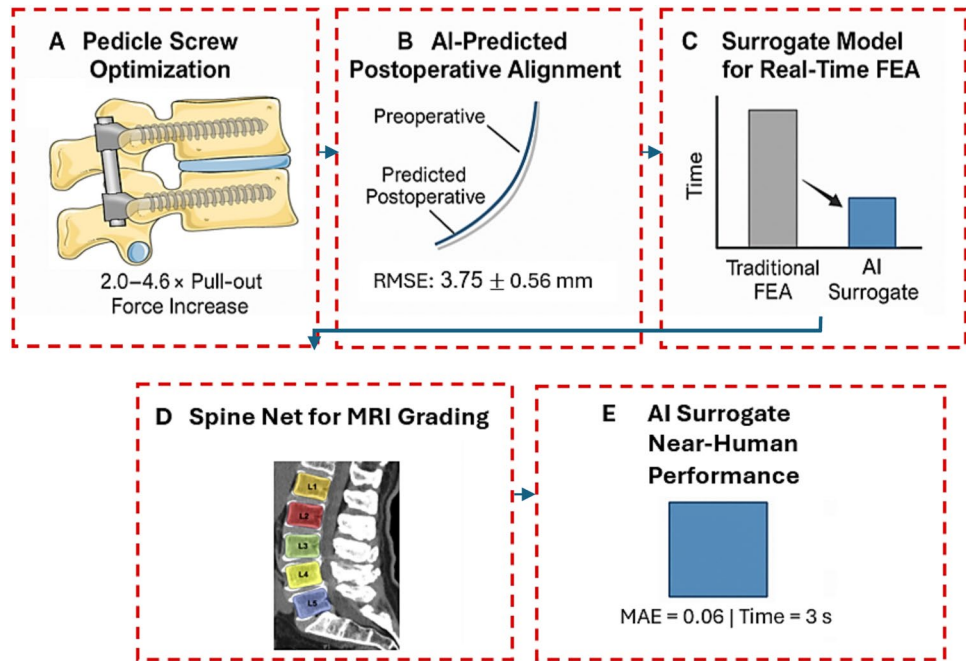 A Pedicle Screw
Optimization
2.0–4.6 × Pull-out
Force Increase
B AI-Predicted
Postoperative Alignment
Preoperative
Predicted
Postoperative
RMSE: 3.75 ± 0.56 mm
C Surrogate Model
for Real-Time FEA
Time
Traditional
FEA
AI
Surrogate
D Spine Net for MRI Grading
L1
L2
L3
L4
L5
E AI Surrogate
Near-Human
Performance
MAE = 0.06 | Time = 3 s